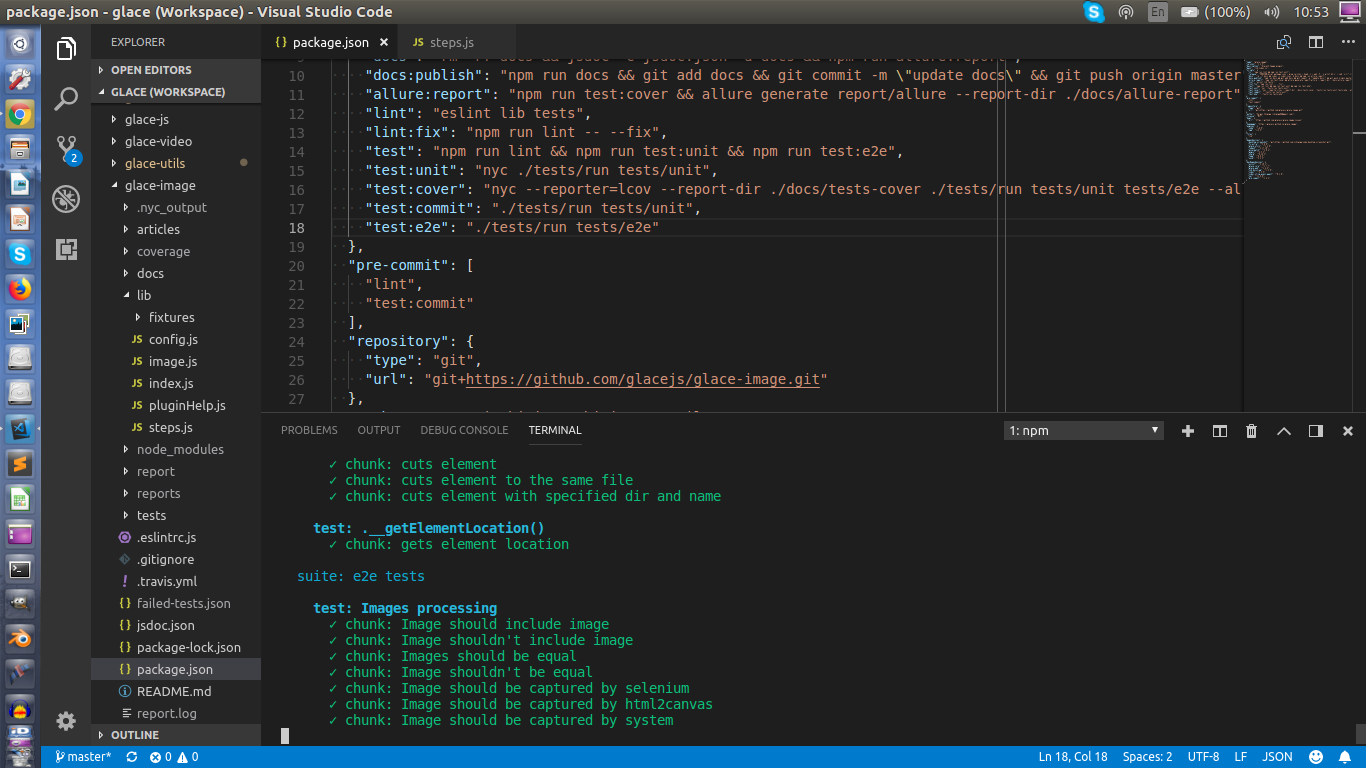 package.json - glace (Workspace) - Visual Studio Code
En (100%) 10:53
EXPLORER
OPEN EDITORS
GLACE (WORKSPACE)
glace-js
glace-video
glace-utils
glace-image
.nyc_output
articles
coverage
docs
lib
fixtures
JS config.js
JS image.js
JS index.js
JS pluginHelp.js
JS steps.js
node_modules
report
reports
tests
.eslintrc.js
.gitignore
! .travis.yml
{} failed-tests.json
{} jsdoc.json
{} package-lock.json
{} package.json
README.md
report.log
OUTLINE
2
{} package.json ×
JS steps.js
10 "docs:publish": "npm run docs && git add docs && git commit -m \"update docs\" && git push origin master
11 "allure:report": "npm run test:cover && allure generate report/allure --report-dir ./docs/allure-report"
12 "lint": "eslint lib tests",
13 "lint:fix": "npm run lint -- --fix",
14 "test": "npm run lint && npm run test:unit && npm run test:e2e",
15 "test:unit": "nyc ./tests/run tests/unit",
16 "test:cover": "nyc --reporter=lcov --report-dir ./docs/tests-cover ./tests/run tests/unit tests/e2e --al
17 "test:commit": "./tests/run tests/unit",
18 "test:e2e": "./tests/run tests/e2e"
19 },
20 "pre-commit": [
21 "lint",
22 "test:commit"
23 ],
24 "repository": {
25 "type": "git",
26 "url": "git+https://github.com/glacejs/glace-image.git"
27 },
PROBLEMS OUTPUT DEBUG CONSOLE TERMINAL
1: npm
✓ chunk: cuts element
✓ chunk: cuts element to the same file
✓ chunk: cuts element with specified dir and name
test: .__getElementLocation()
✓ chunk: gets element location
suite: e2e tests
test: Images processing
✓ chunk: Image should include image
✓ chunk: Image shouldn't include image
✓ chunk: Images should be equal
✓ chunk: Image shouldn't be equal
✓ chunk: Image should be captured by selenium
✓ chunk: Image should be captured by html2canvas
✓ chunk: Image should be captured by system
master* 0 0
Ln 18, Col 18 Spaces: 2 UTF-8 LF JSON